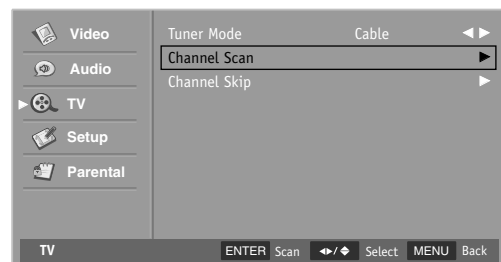 Video
Audio
TV
Setup
Parental
Tuner Mode Cable
Channel Scan
Channel Skip
TV ENTER Scan / Select MENU Back